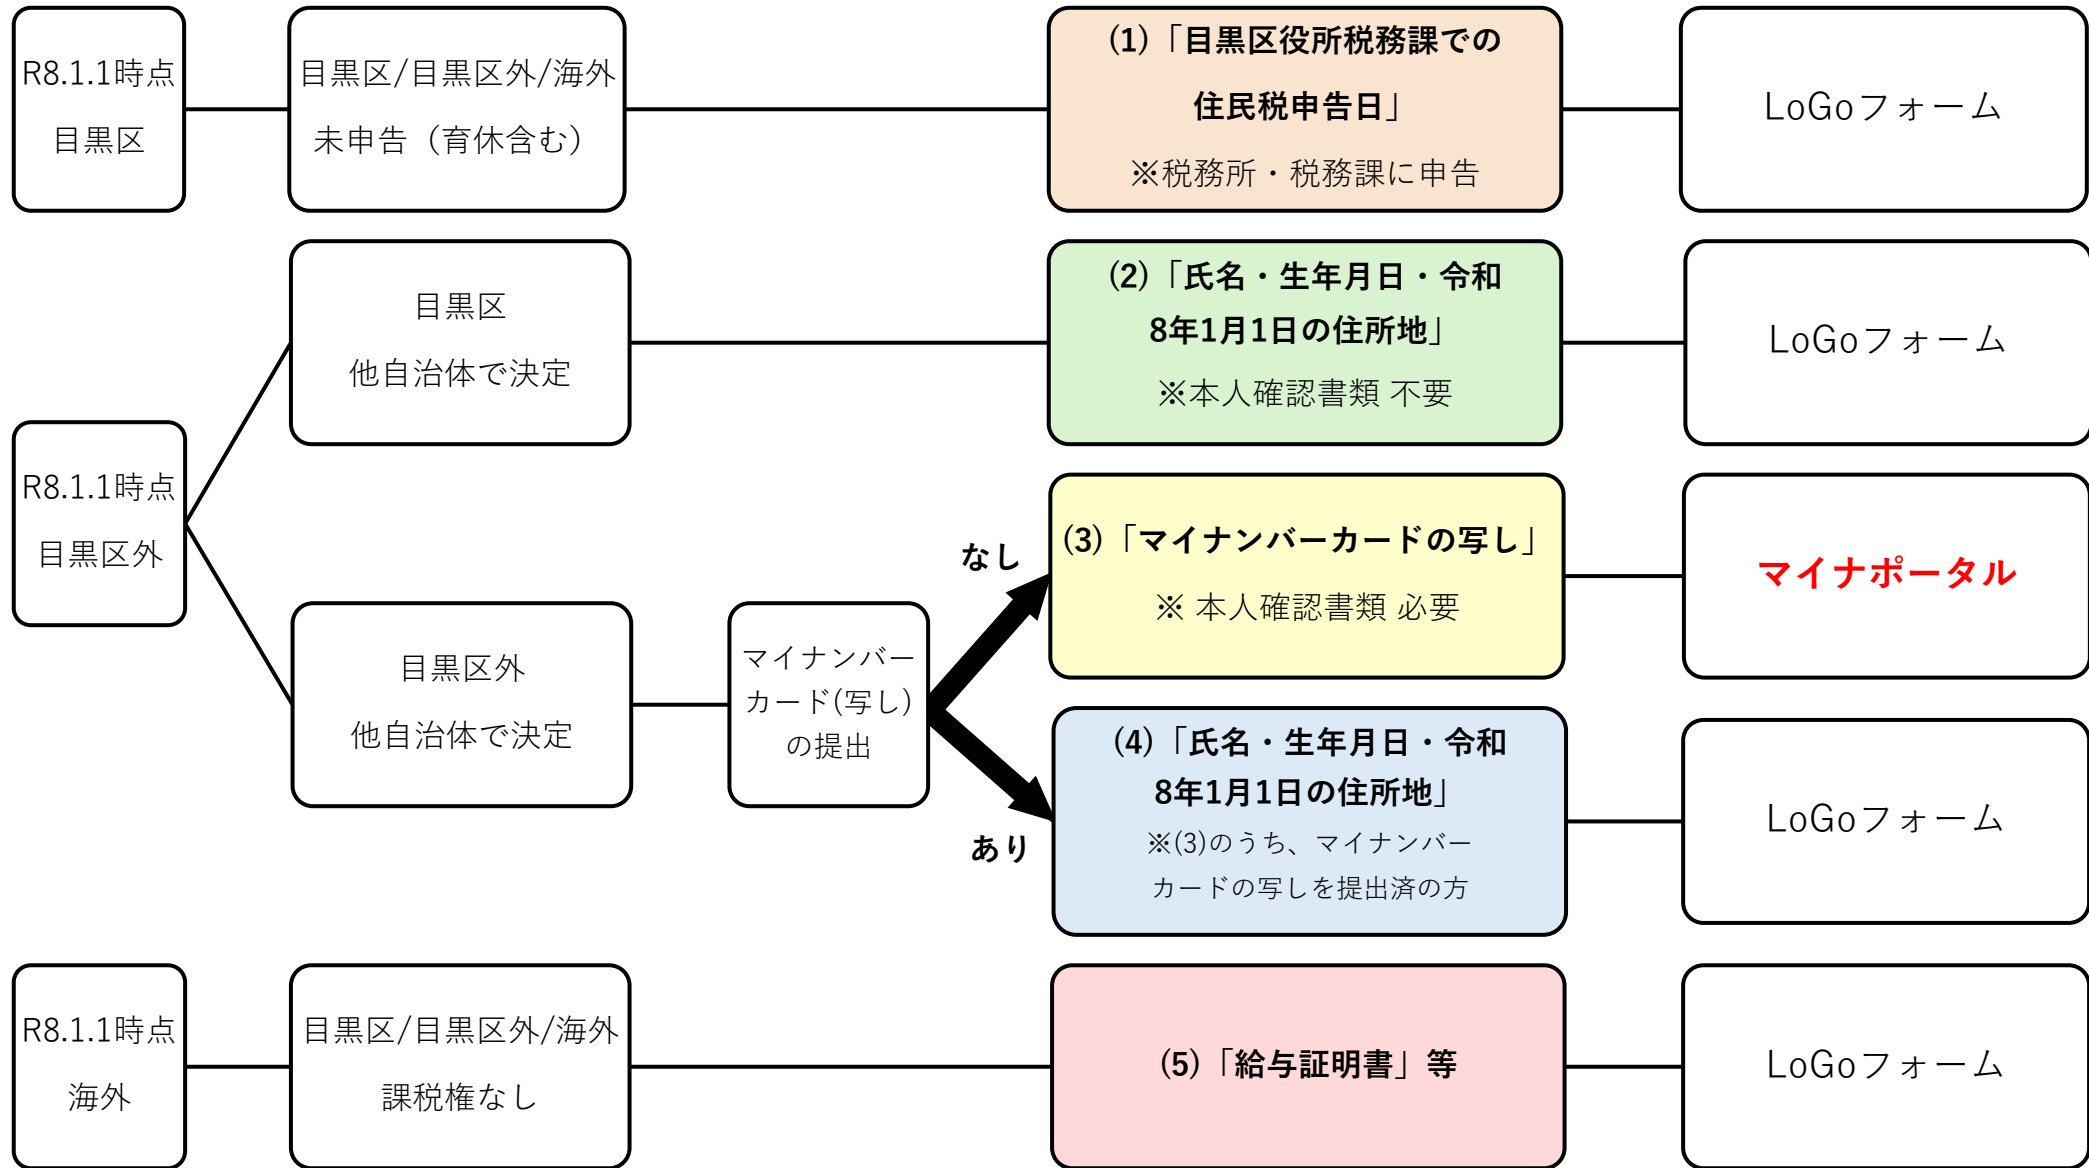 R8.1.1時点
目黒区
目黒区/目黒区外/海外
未申告（育休含む）
(1)「目黒区役所税務課での
住民税申告日」
※税務所・税務課に申告
LoGoフォーム
R8.1.1時点
目黒区外
目黒区
他自治体で決定
(2)「氏名・生年月日・令和
8年1月1日の住所地」
※本人確認書類 不要
LoGoフォーム
目黒区外
他自治体で決定
マイナンバー
カード(写し)
の提出
なし
(3)「マイナンバーカードの写し」
※ 本人確認書類 必要
マイナポータル
あり
(4)「氏名・生年月日・令和
8年1月1日の住所地」
※(3)のうち、マイナンバー
カードの写しを提出済の方
LoGoフォーム
R8.1.1時点
海外
目黒区/目黒区外/海外
課税権なし
(5)「給与証明書」等
LoGoフォーム